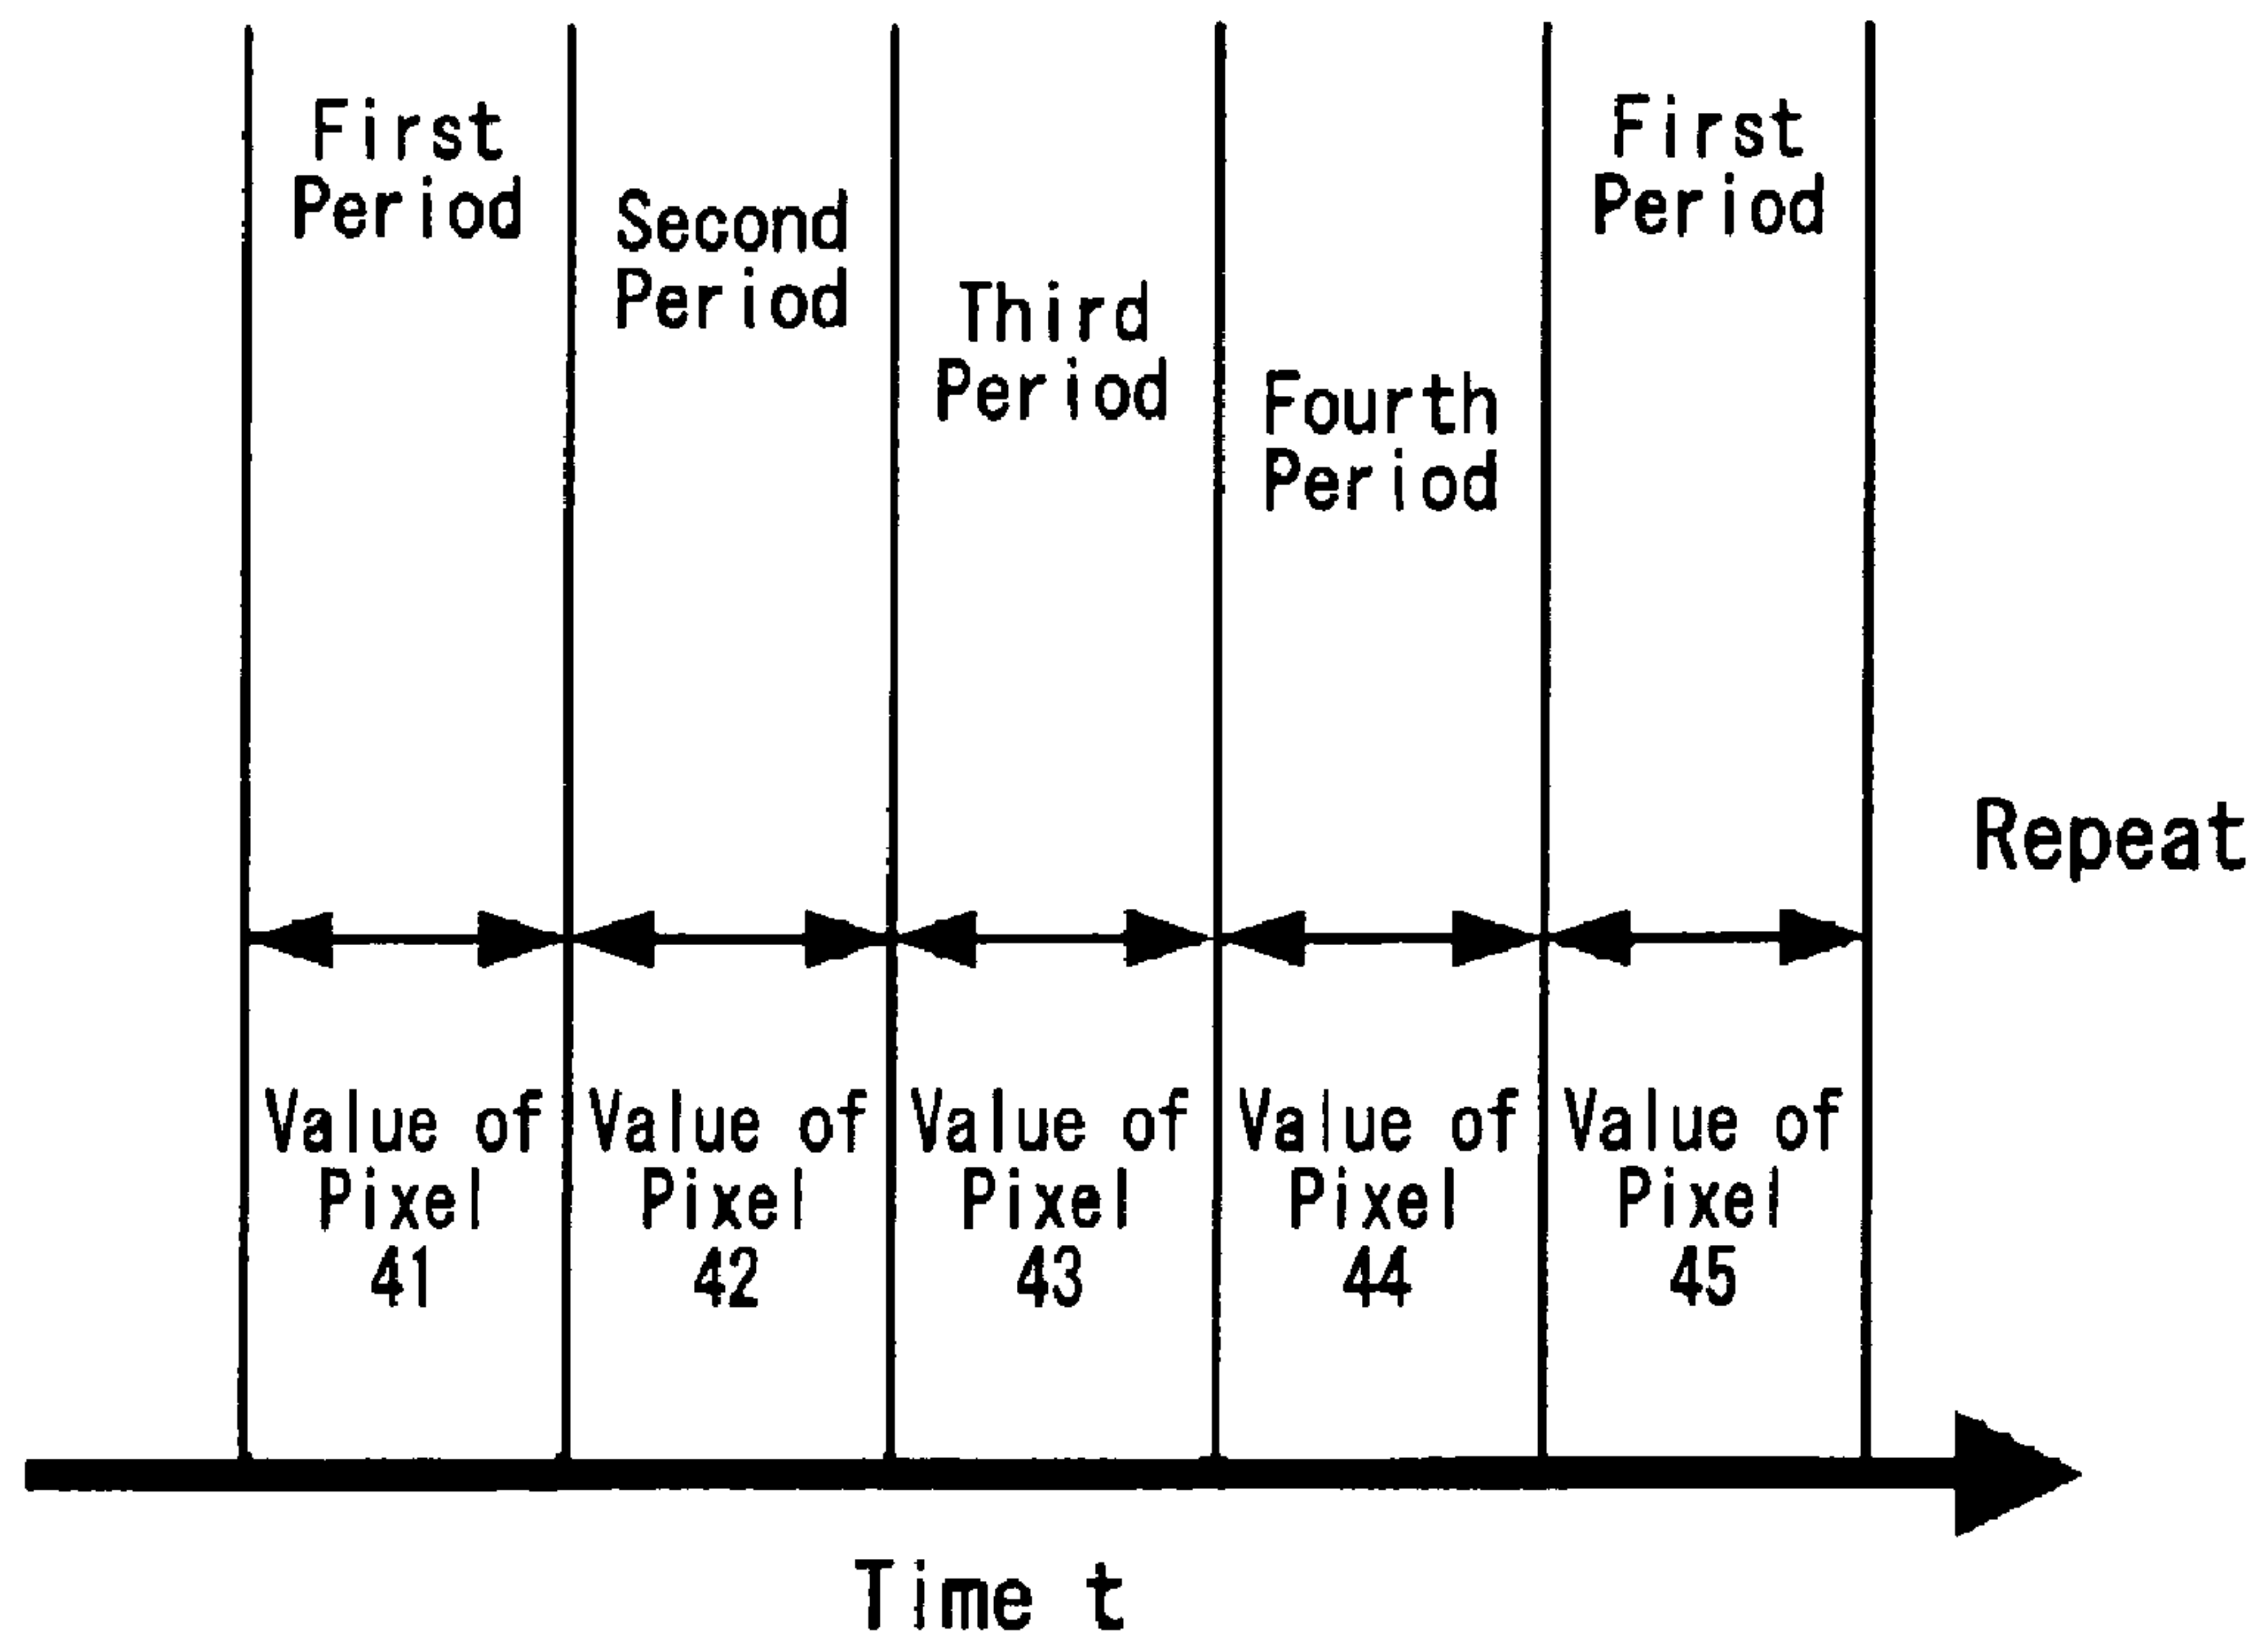 First
Period
Second
Period
Third
Period
Fourth
Period
First
Period
Repeat
Value of
Pixel
41
Value of
Pixel
42
Value of
Pixel
43
Value of
Pixel
44
Value of
Pixel
45
Time t